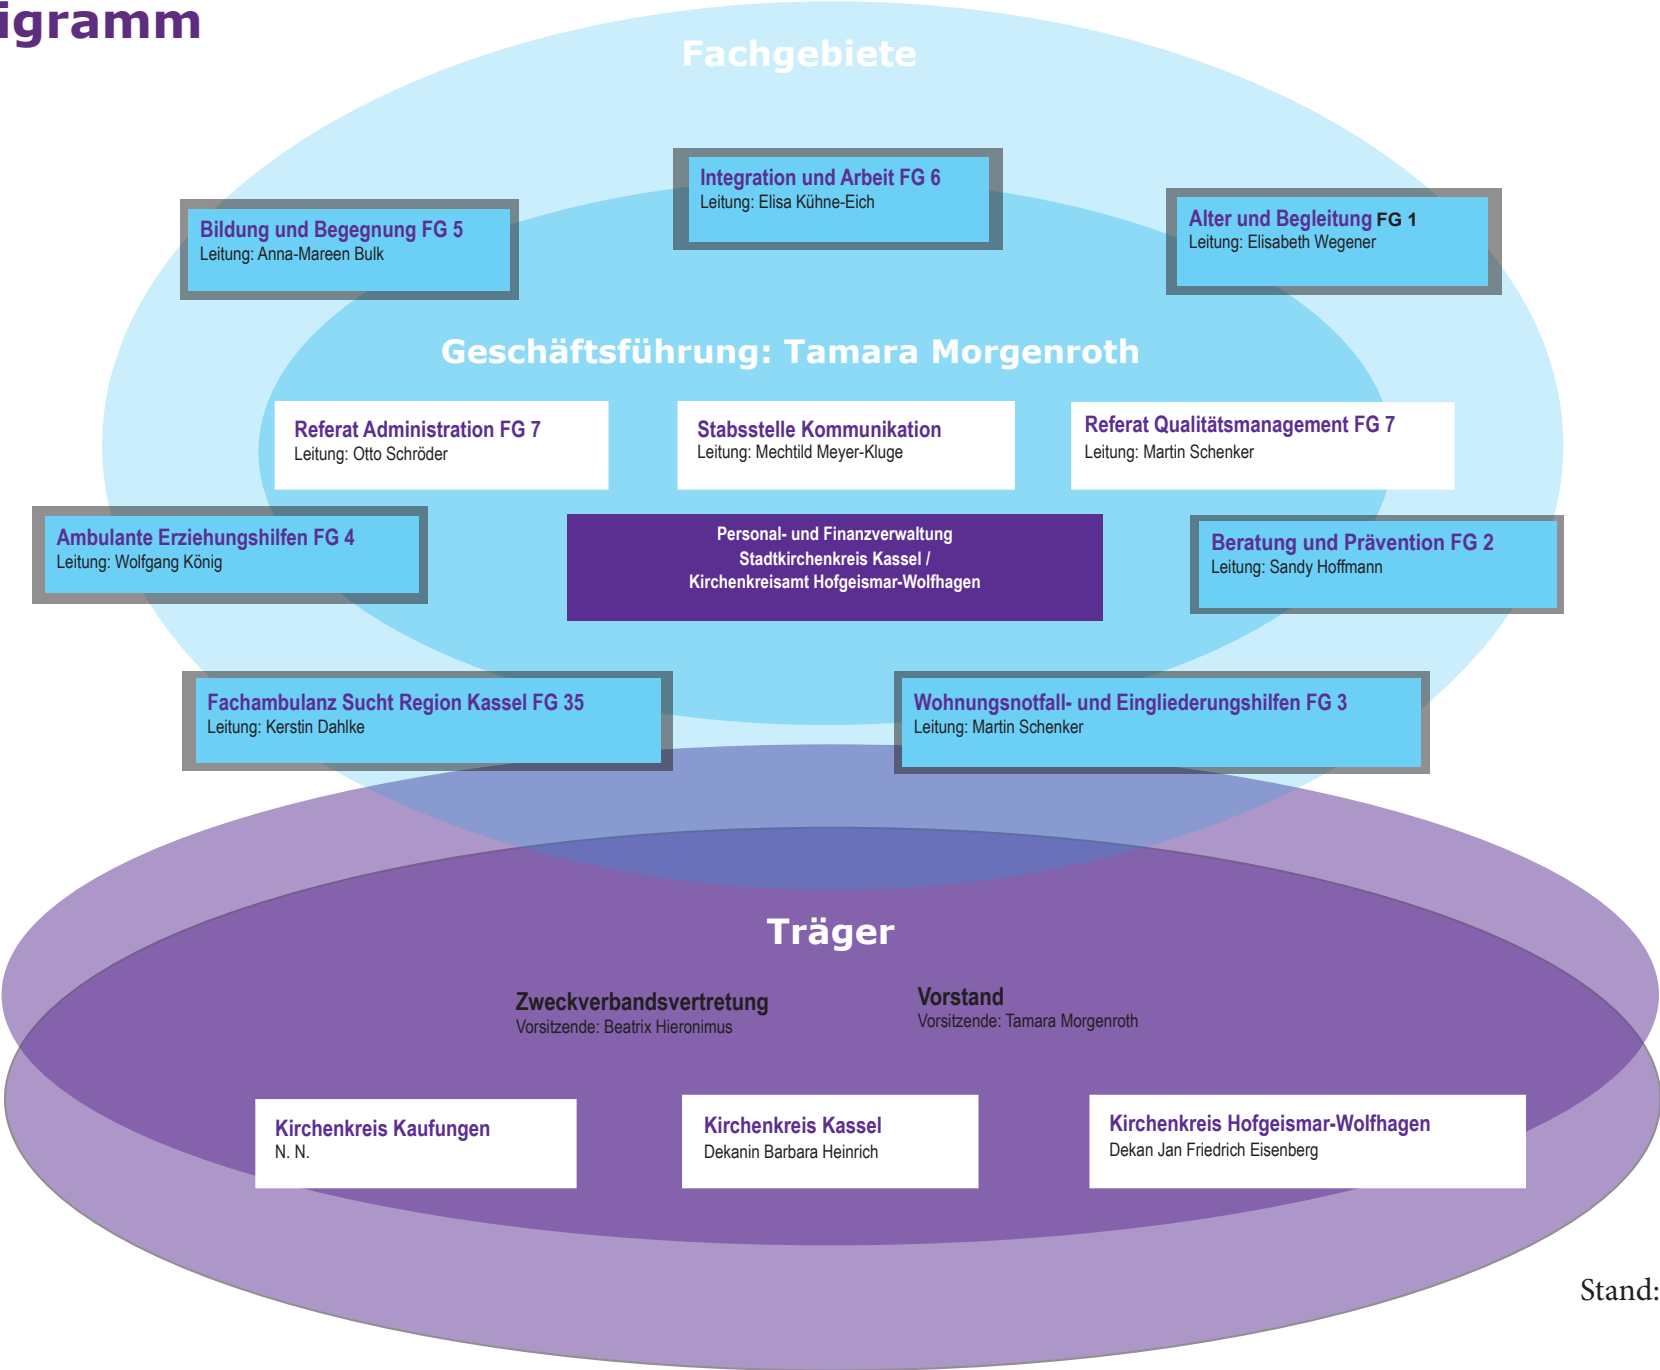 igramm
Fachgebiete
Integration und Arbeit FG 6
Leitung: Elisa Kühne-Eich
Bildung und Begegnung FG 5
Leitung: Anna-Mareen Bulk
Alter und Begleitung FG 1
Leitung: Elisabeth Wegener
Geschäftsführung: Tamara Morgenroth
Referat Administration FG 7
Leitung: Otto Schröder
Stabsstelle Kommunikation
Leitung: Mechtild Meyer-Kluge
Referat Qualitätsmanagement FG 7
Leitung: Martin Schenker
Ambulante Erziehungshilfen FG 4
Leitung: Wolfgang König
Personal- und Finanzverwaltung
Stadtkirchenkreis Kassel /
Kirchenkreisamt Hofgeismar-Wolfhagen
Beratung und Prävention FG 2
Leitung: Sandy Hoffmann
Fachambulanz Sucht Region Kassel FG 35
Leitung: Kerstin Dahlke
Wohnungsnotfall- und Eingliederungshilfen FG 3
Leitung: Martin Schenker
Träger
Zweckverbandsvertretung
Vorsitzende: Beatrix Hieronimus
Vorstand
Vorsitzende: Tamara Morgenroth
Kirchenkreis Kaufungen
N. N.
Kirchenkreis Kassel
Dekanin Barbara Heinrich
Kirchenkreis Hofgeismar-Wolfhagen
Dekan Jan Friedrich Eisenberg
Stand: